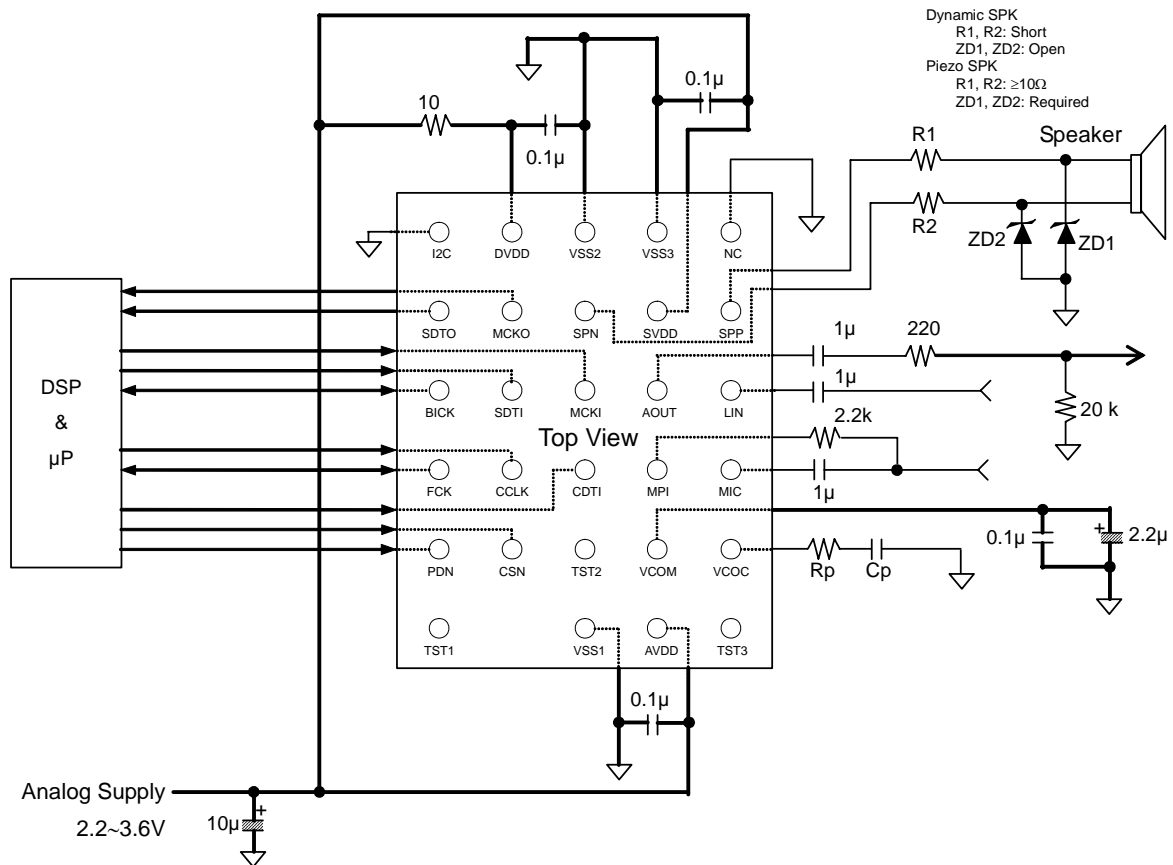 Dynamic SPK
R1, R2: Short
ZD1, ZD2: Open
Piezo SPK
R1, R2: ≥10Ω
ZD1, ZD2: Required
0.1µ
10
0.1µ
R1
Speaker
R2
ZD2
ZD1
I2C
DVDD
VSS2
VSS3
NC
SDTO
MCKO
SPN
SVDD
SPP
1µ
220
DSP
&
µP
1µ
20 k
BICK
SDTI
MCKI
AOUT
LIN
2.2k
Top View
FCK
CCLK
CDTI
MPI
MIC
1µ
0.1µ
+
2.2µ
PDN
CSN
TST2
VCOM
VCOC
Rp
Cp
TST1
VSS1
AVDD
TST3
0.1µ
Analog Supply
2.2~3.6V
10µ
+